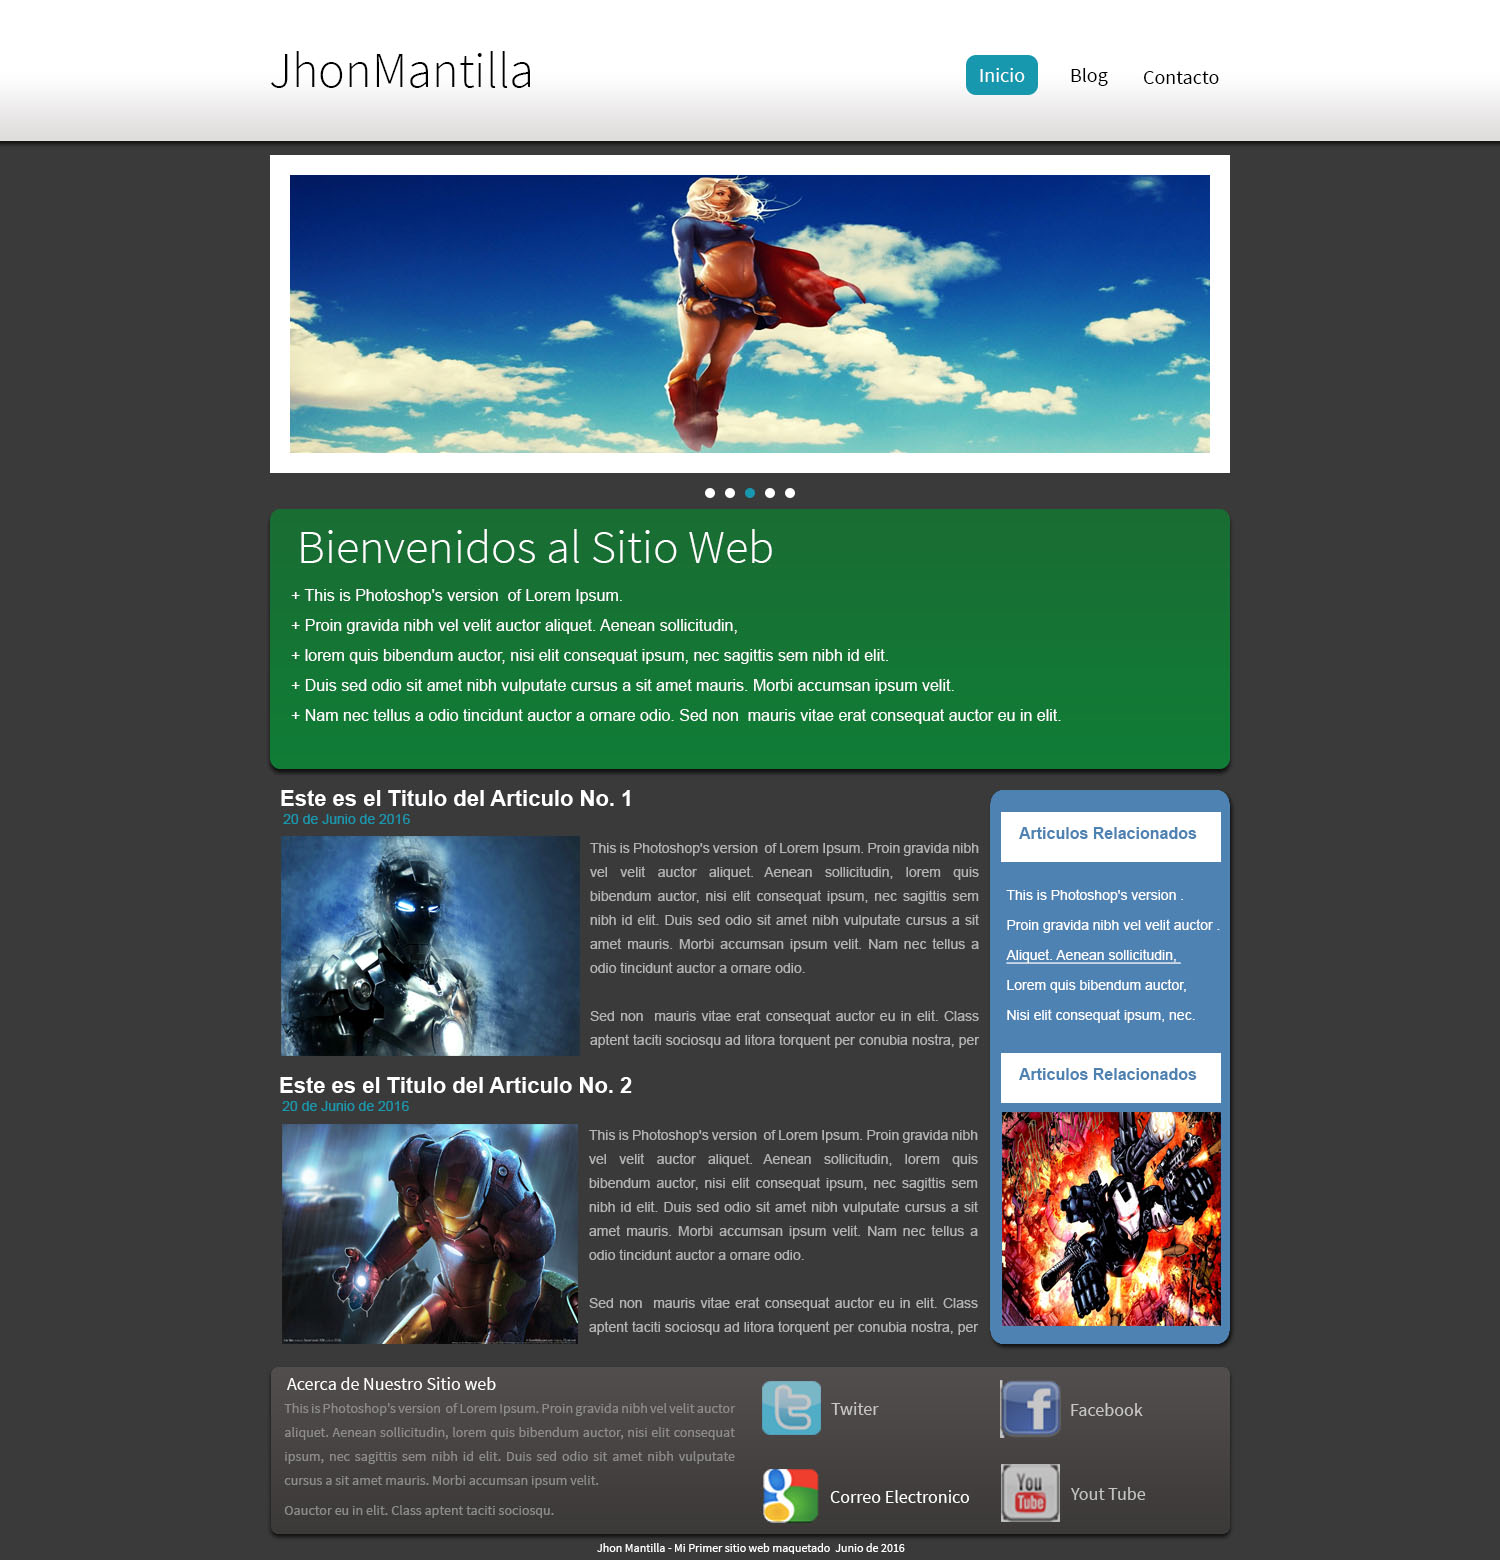 JhonMantilla
Inicio Blog Contacto
Bienvenidos al Sitio Web
+ This is Photoshop's version of Lorem Ipsum.
+ Proin gravida nibh vel velit auctor aliquet. Aenean sollicitudin,
+ lorem quis bibendum auctor, nisi elit consequat ipsum, nec sagittis sem nibh id elit.
+ Duis sed odio sit amet nibh vulputate cursus a sit amet mauris. Morbi accumsan ipsum velit.
+ Nam nec tellus a odio tincidunt auctor a ornare odio. Sed non mauris vitae erat consequat auctor eu in elit.
Este es el Titulo del Articulo No. 1
20 de Junio de 2016
This is Photoshop's version of Lorem Ipsum. Proin gravida nibh
vel velit auctor aliquet. Aenean sollicitudin, lorem quis
bibendum auctor, nisi elit consequat ipsum, nec sagittis sem
nibh id elit. Duis sed odio sit amet nibh vulputate cursus a sit
amet mauris. Morbi accumsan ipsum velit. Nam nec tellus a
odio tincidunt auctor a ornare odio.
Sed non mauris vitae erat consequat auctor eu in elit. Class
aptent taciti sociosqu ad litora torquent per conubia nostra, per
Este es el Titulo del Articulo No. 2
20 de Junio de 2016
This is Photoshop's version of Lorem Ipsum. Proin gravida nibh
vel velit auctor aliquet. Aenean sollicitudin, lorem quis
bibendum auctor, nisi elit consequat ipsum, nec sagittis sem
nibh id elit. Duis sed odio sit amet nibh vulputate cursus a sit
amet mauris. Morbi accumsan ipsum velit. Nam nec tellus a
odio tincidunt auctor a ornare odio.
Sed non mauris vitae erat consequat auctor eu in elit. Class
aptent taciti sociosqu ad litora torquent per conubia nostra, per
Articulos Relacionados
This is Photoshop's version .
Proin gravida nibh vel velit auctor .
Aliquet. Aenean sollicitudin,
Lorem quis bibendum auctor,
Nisi elit consequat ipsum, nec.
Articulos Relacionados
Acerca de Nuestro Sitio web
This is Photoshop's version of Lorem Ipsum. Proin gravida nibh vel velit auctor
aliquet. Aenean sollicitudin, lorem quis bibendum auctor, nisi elit consequat
ipsum, nec sagittis sem nibh id elit. Duis sed odio sit amet nibh vulputate
cursus a sit amet mauris. Morbi accumsan ipsum velit.
Oauctor eu in elit. Class aptent taciti sociosqu.
t Twiter
f Facebook
g Correo Electronico
You
Tube
Yout Tube
Jhon Mantilla - Mi Primer sitio web maquetado Junio de 2016